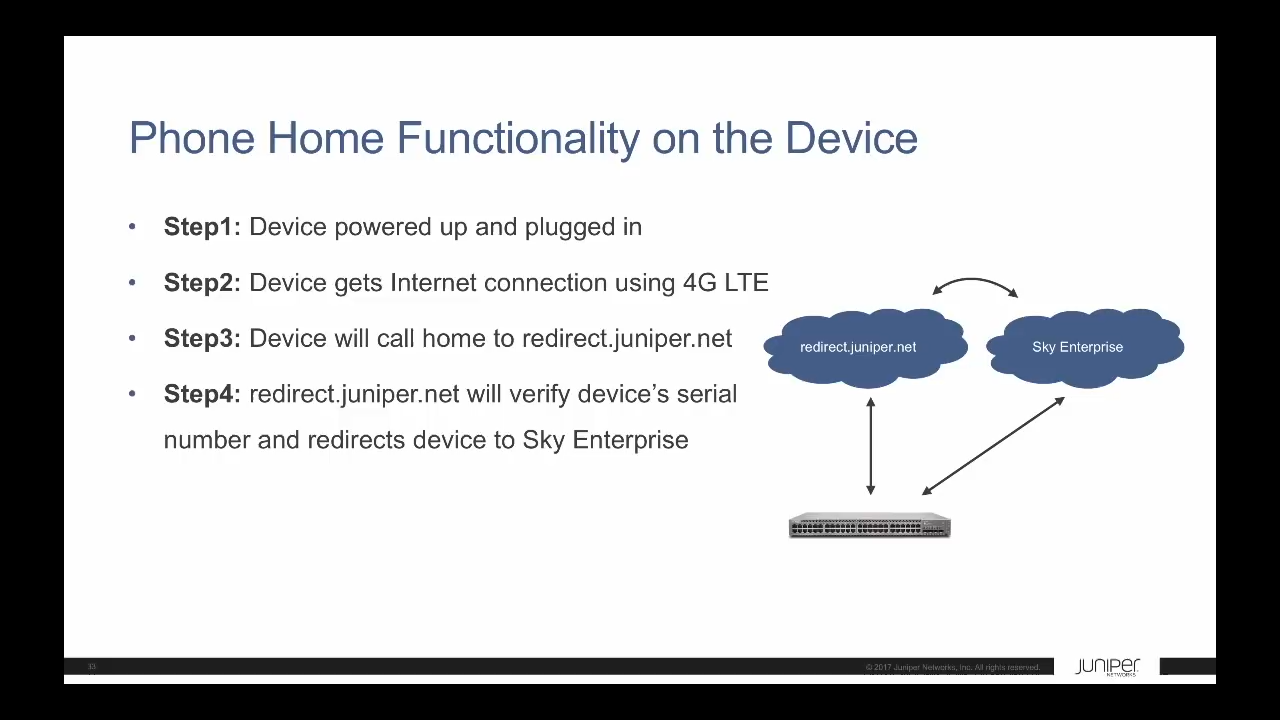 Phone Home Functionality on the Device
• Step1: Device powered up and plugged in
• Step2: Device gets Internet connection using 4G LTE
• Step3: Device will call home to redirect.juniper.net
• Step4: redirect.juniper.net will verify device’s serial
number and redirects device to Sky Enterprise
redirect.juniper.net
Sky Enterprise
33
© 2017 Juniper Networks, Inc. All rights reserved.
JUNIPER
NETWORKS